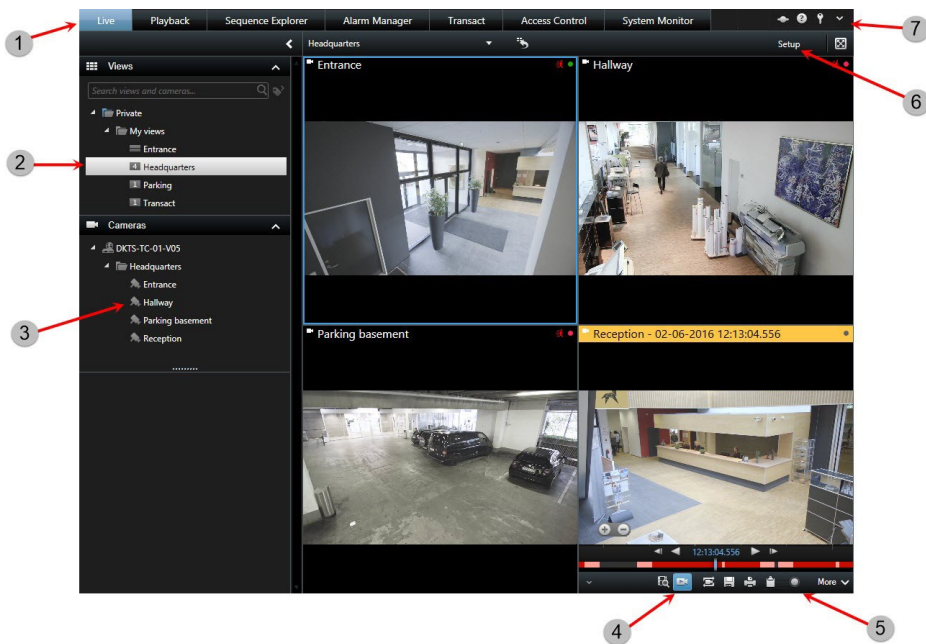 Live Playback Sequence Explorer Alarm Manager Transact Access Control System Monitor
1
7
Headquarters
Setup
6
Views
Search views and cameras...
Private
My views
Entrance
2
Headquarters
Parking
Transact
Cameras
DKTS-TC-01-V05
Headquarters
Entrance
3
Hallway
Parking basement
Reception
Entrance
Hallway
Parking basement
Reception - 02-06-2016 12:13:04.556
12:13:04.556
More
4
5